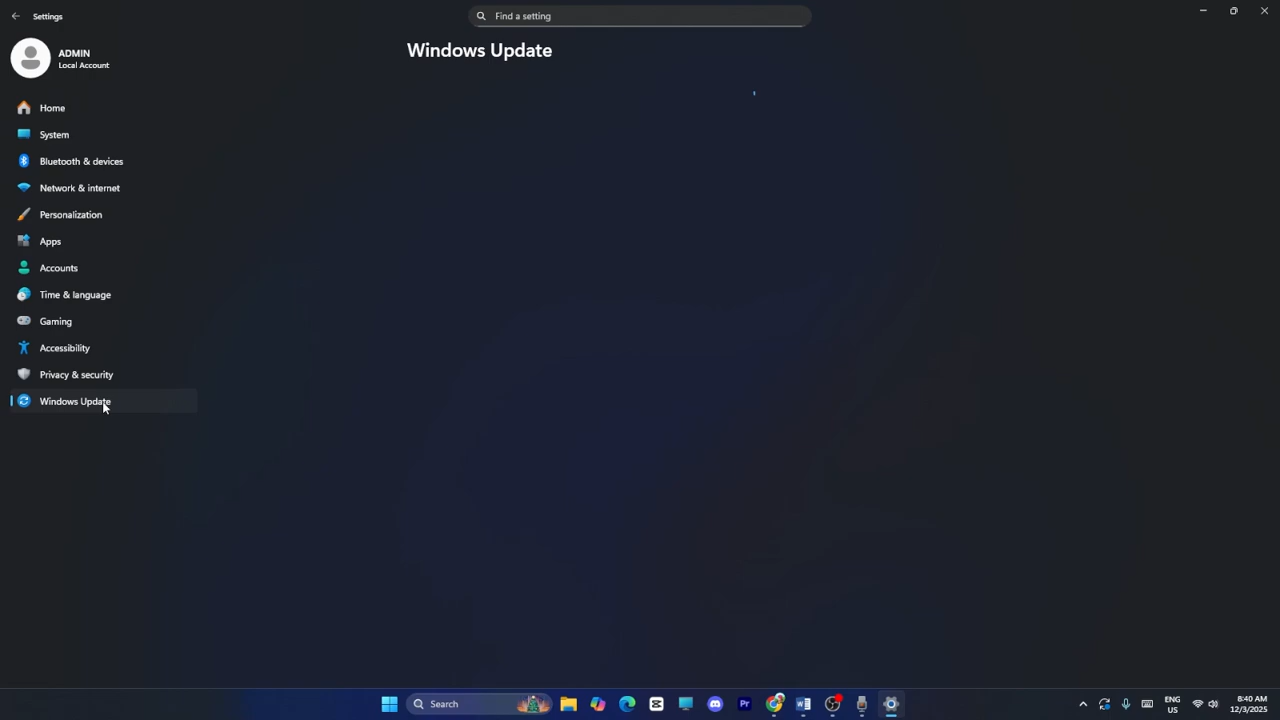 Settings
Find a setting
ADMIN
Local Account
Windows Update
Home
System
Bluetooth & devices
Network & internet
Personalization
Apps
Accounts
Time & language
Gaming
Accessibility
Privacy & security
Windows Update
Search
Pr
ENG
US
8:40 AM
12/3/2025